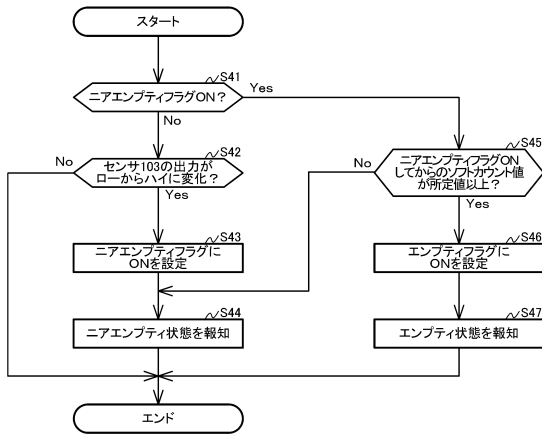 スタート
S41
ニアエンプティフラグON？
Yes
No
S42
センサ103の出力が
ローからハイに変化？
No
Yes
S45
ニアエンプティフラグON
してからのソフトカウント値
が所定値以上？
No
Yes
S43
ニアエンプティフラグに
ONを設定
S46
エンプティフラグに
ONを設定
S44
ニアエンプティ状態を報知
S47
エンプティ状態を報知
エンド